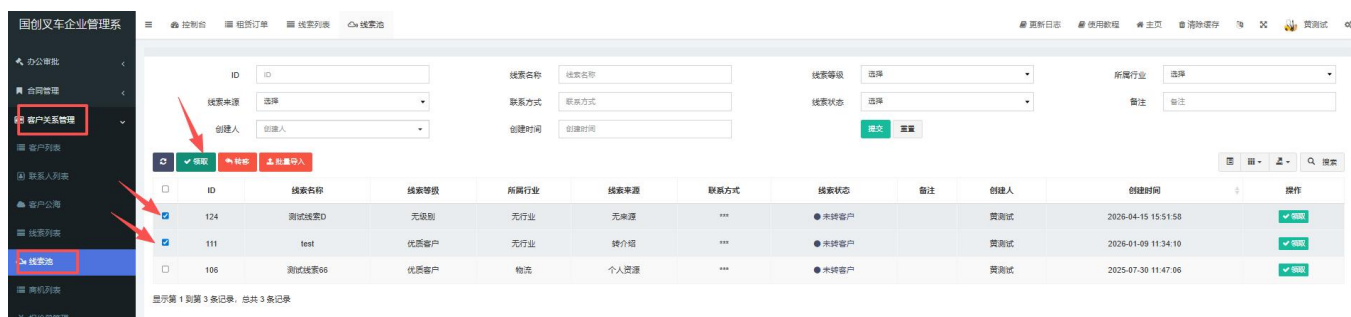 国创叉车企业管理系 控制台 租赁订单 线索列表 线索池 更新日志 使用教程 主页 清除缓存 黄测试
办公审批
合同管理
客户关系管理
客户列表
联系人列表
客户公海
线索列表
线索池
商机列表
ID ID 线索名称 线索名称 线索等级 选择 所属行业 选择
线索来源 选择 联系方式 联系方式 线索状态 选择 备注 备注
创建人 创建人 创建时间 创建时间 提交 重置
领取 转移 批量导入 搜索
ID 线索名称 线索等级 所属行业 线索来源 联系方式 线索状态 备注 创建人 创建时间 操作
124 测试线索D 无级别 无行业 无来源 *** 未转客户 黄测试 2026-04-15 15:51:58 领取
111 test 优质客户 无行业 转介绍 *** 未转客户 黄测试 2026-01-09 11:34:10 领取
106 测试线索66 优质客户 物流 个人资源 *** 未转客户 黄测试 2025-07-30 11:47:06 领取
显示第 1 到第 3 条记录，总共 3 条记录